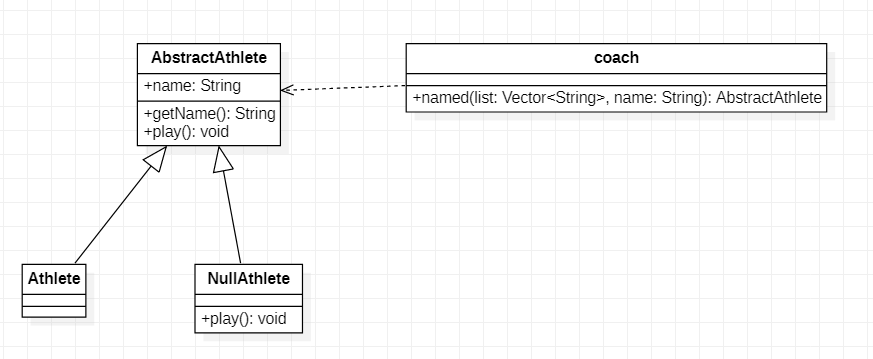 AbstractAthlete
+name: String
+getName(): String
+play(): void
coach
+named(list: Vector<String>, name: String): AbstractAthlete
Athlete
NullAthlete
+play(): void